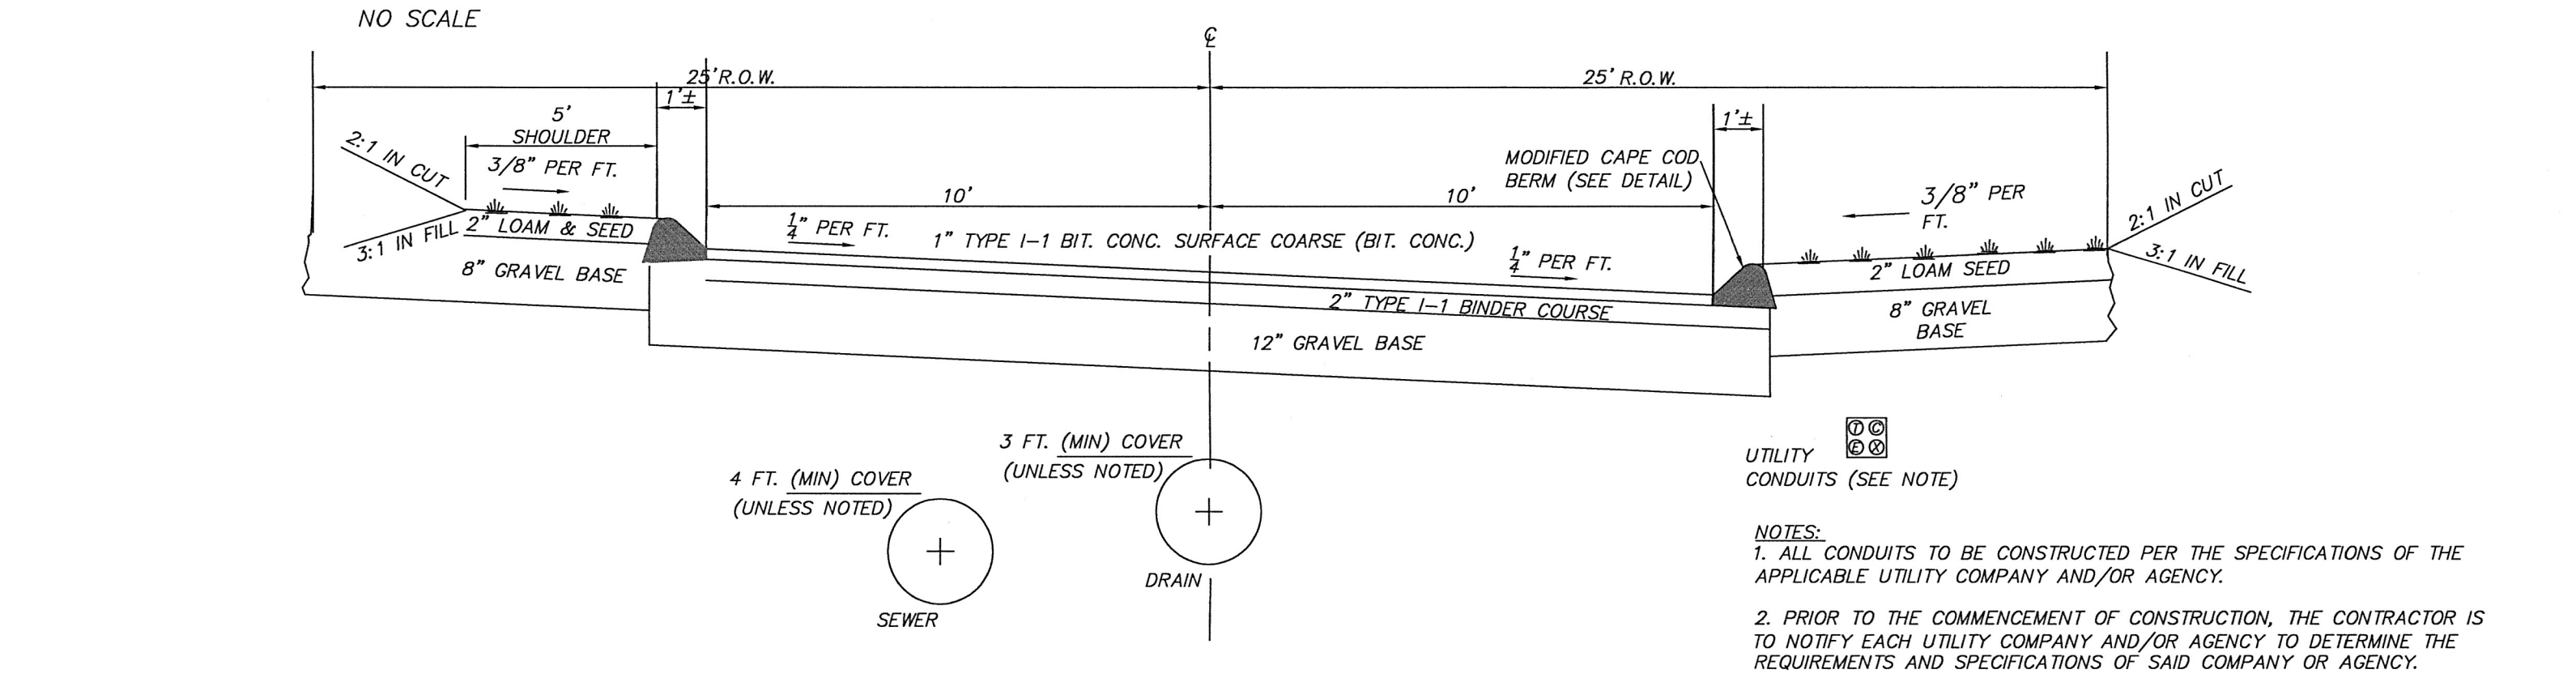 NO SCALE
℄
25' R.O.W.
25' R.O.W.
1'±
5'
SHOULDER
1'±
2:1 IN CUT
3/8" PER FT.
MODIFIED CAPE COD
BERM (SEE DETAIL)
10'
10'
3/8" PER
FT.
2:1 IN CUT
3:1 IN FILL
2" LOAM & SEED
1/4" PER FT.
1" TYPE I-1 BIT. CONC. SURFACE COARSE (BIT. CONC.)
1/4" PER FT.
2" LOAM SEED
3:1 IN FILL
8" GRAVEL BASE
2" TYPE I-1 BINDER COURSE
8" GRAVEL
BASE
12" GRAVEL BASE
3 FT. (MIN) COVER
(UNLESS NOTED)
4 FT. (MIN) COVER
(UNLESS NOTED)
T C
E X
UTILITY
CONDUITS (SEE NOTE)
DRAIN
SEWER
NOTES:
1. ALL CONDUITS TO BE CONSTRUCTED PER THE SPECIFICATIONS OF THE
APPLICABLE UTILITY COMPANY AND/OR AGENCY.
2. PRIOR TO THE COMMENCEMENT OF CONSTRUCTION, THE CONTRACTOR IS
TO NOTIFY EACH UTILITY COMPANY AND/OR AGENCY TO DETERMINE THE
REQUIREMENTS AND SPECIFICATIONS OF SAID COMPANY OR AGENCY.